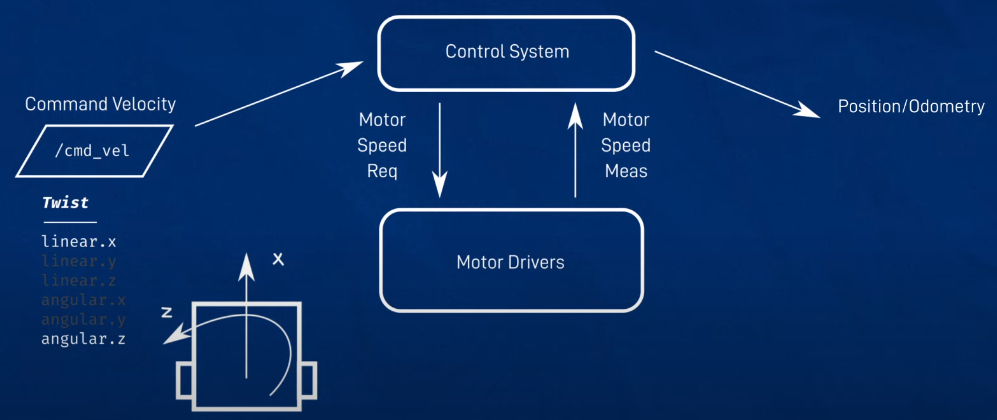 Control System
Command Velocity
/cmd_vel
Position/Odometry
Motor
Speed
Req
Motor
Speed
Meas
Twist
linear.x
linear.y
linear.z
angular.x
angular.y
angular.z
Motor Drivers
X
Z